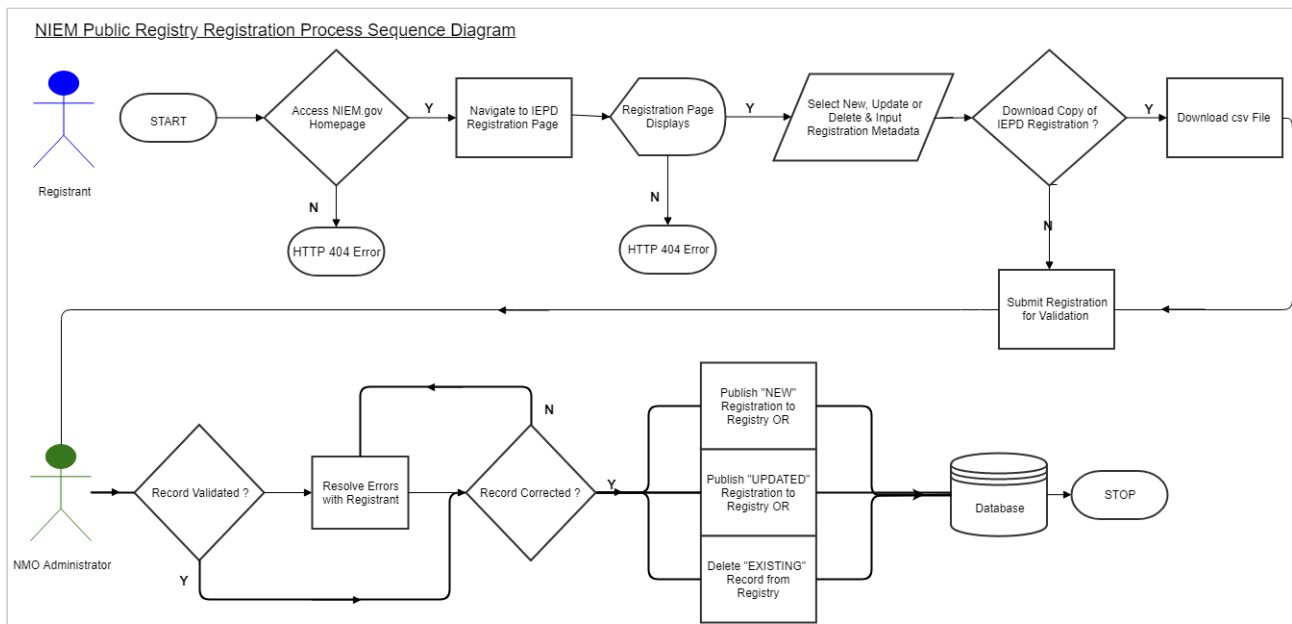 NIEM Public Registry Registration Process Sequence Diagram
Registrant
START
Access NIEM.gov
Homepage
Y
N
HTTP 404 Error
Navigate to IEPD
Registration Page
Registration Page
Displays
Y
N
HTTP 404 Error
Select New, Update or
Delete & Input
Registration Metadata
Download Copy of
IEPD Registration ?
Y
N
Download csv File
Submit Registration
for Validation
NMO Administrator
Record Validated ?
Y
Resolve Errors
with Registrant
N
Record Corrected ?
Y
Publish "NEW"
Registration to
Registry OR
Publish "UPDATED"
Registration to
Registry OR
Delete "EXISTING"
Record from
Registry
Database
STOP